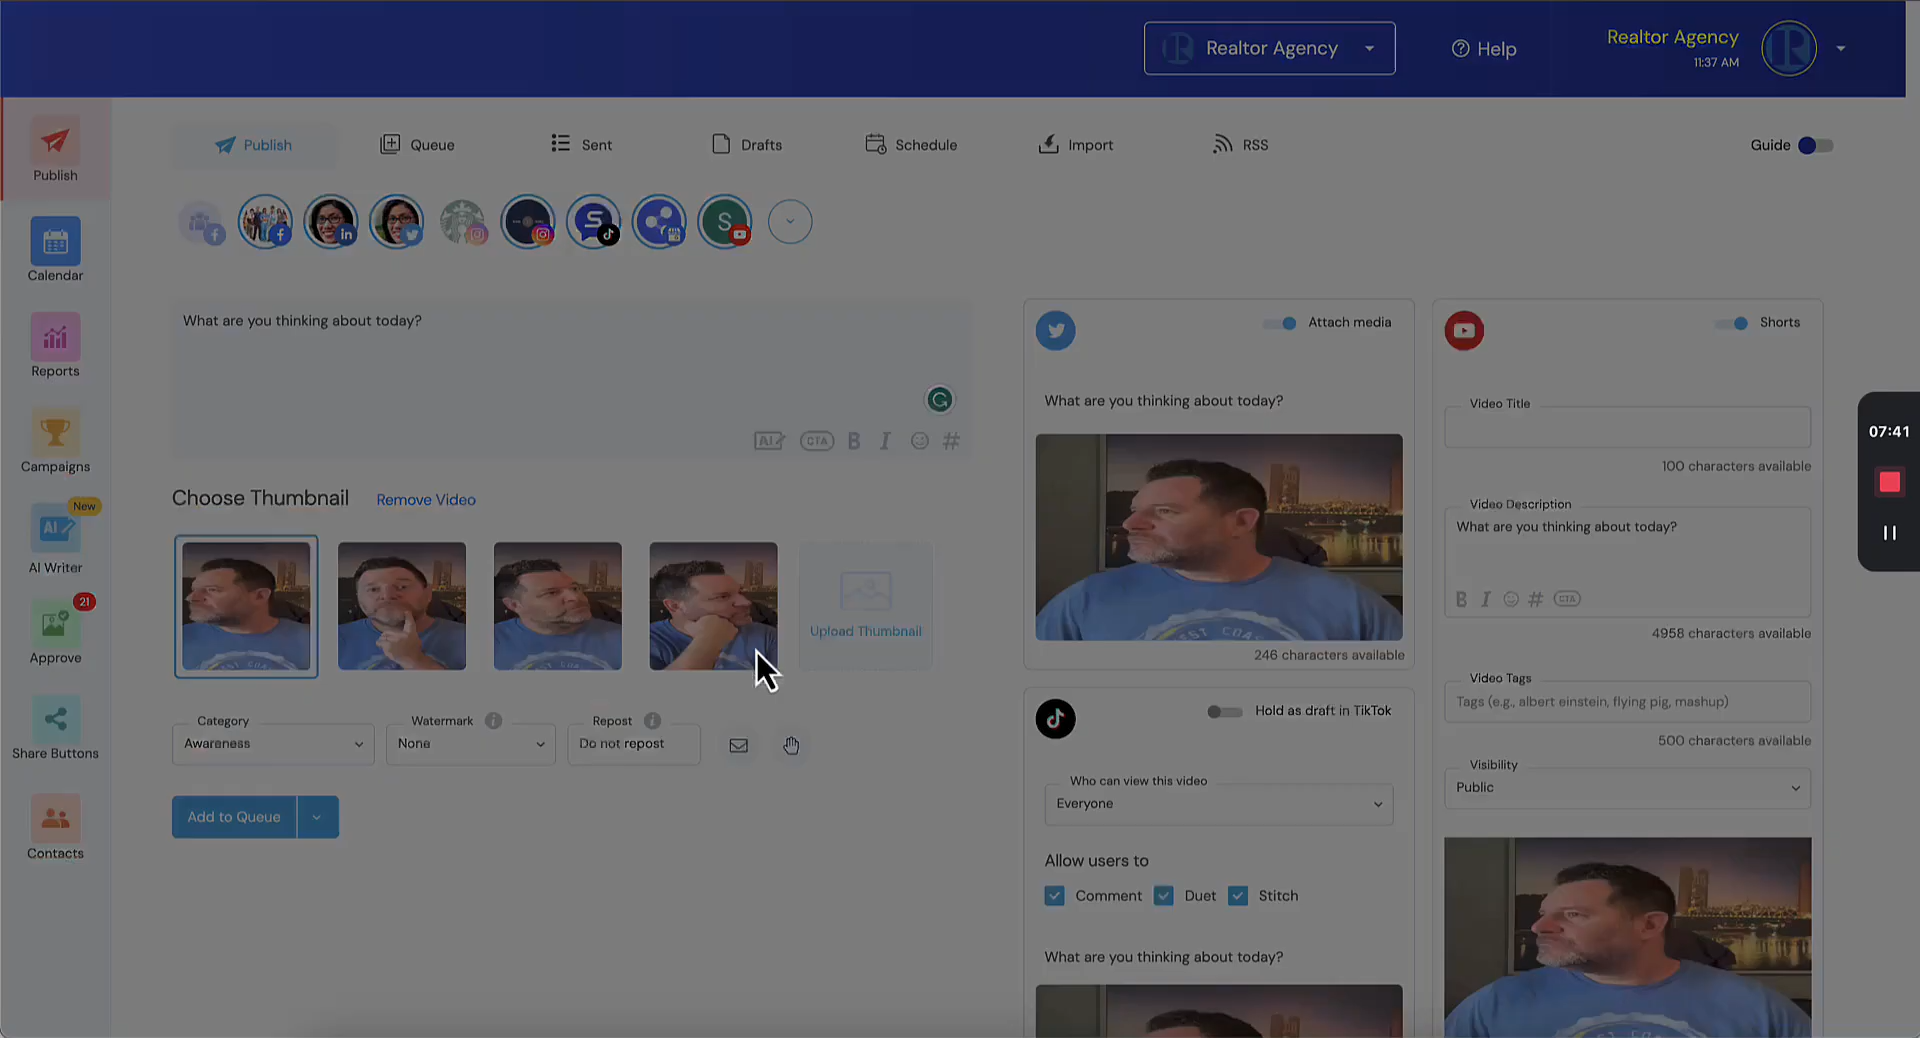 Realtor Agency
Help
Realtor Agency
11:37 AM
Publish
Queue
Sent
Drafts
Schedule
Import
RSS
Guide
Publish
Calendar
Reports
Campaigns
New
AI
AI Writer
21
Approve
Share Buttons
Contacts
in
S
S
What are you thinking about today?
AI CTA B I #
Choose Thumbnail Remove Video
Upload Thumbnail
Category
Awareness
Watermark
None
Repost
Do not repost
Add to Queue
Attach media
What are you thinking about today?
246 characters available
Hold as draft in TikTok
Who can view this video
Everyone
Allow users to
Comment Duet Stitch
What are you thinking about today?
Shorts
Video Title
100 characters available
Video Description
What are you thinking about today?
B I # CTA
4958 characters available
Video Tags
Tags (e.g., albert einstein, flying pig, mashup)
500 characters available
Visibility
Public
07:41